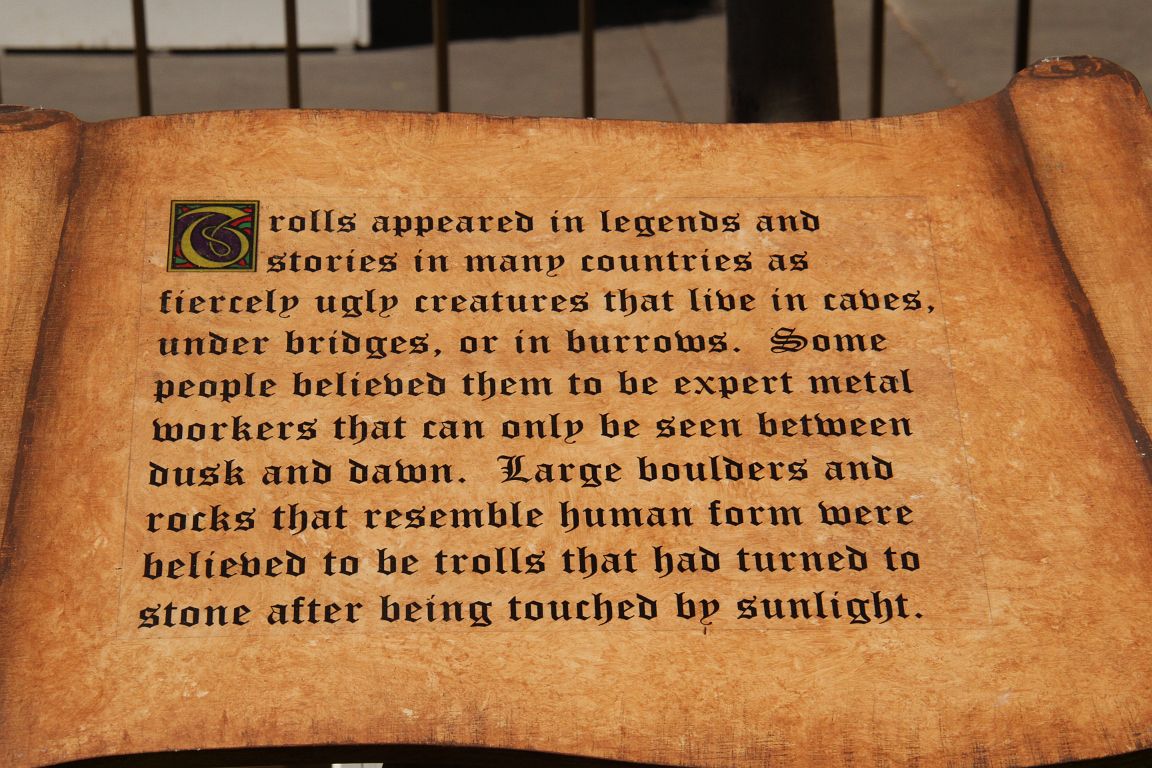 Trolls appeared in legends and
stories in many countries as
fiercely ugly creatures that live in caves,
under bridges, or in burrows. Some
people believed them to be expert metal
workers that can only be seen between
dusk and dawn. Large boulders and
rocks that resemble human form were
believed to be trolls that had turned to
stone after being touched by sunlight.